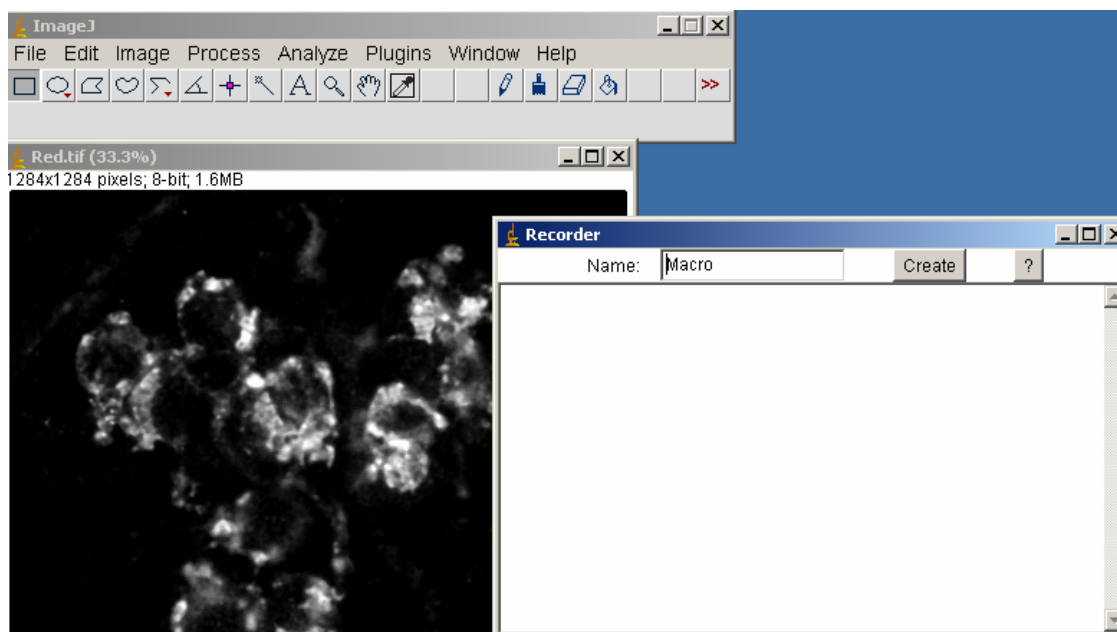 ImageJ
File Edit Image Process Analyze Plugins Window Help
A >>
Red.tif (33.3%)
1284x1284 pixels; 8-bit; 1.6MB
Recorder
Name: Macro Create ?